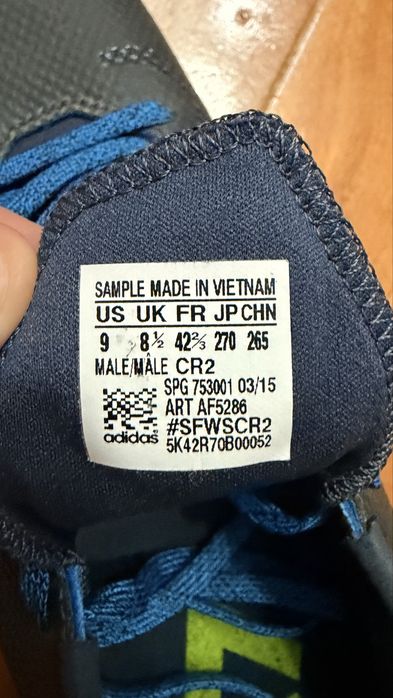 SAMPLE MADE IN VIETNAM
US UK FR JP CHN
9 8½ 42⅔ 270 265
MALE/MÂLE CR2
SPG 753001 03/15
ART AF5286
#SFWSCR2
adidas 5K42R70B00052